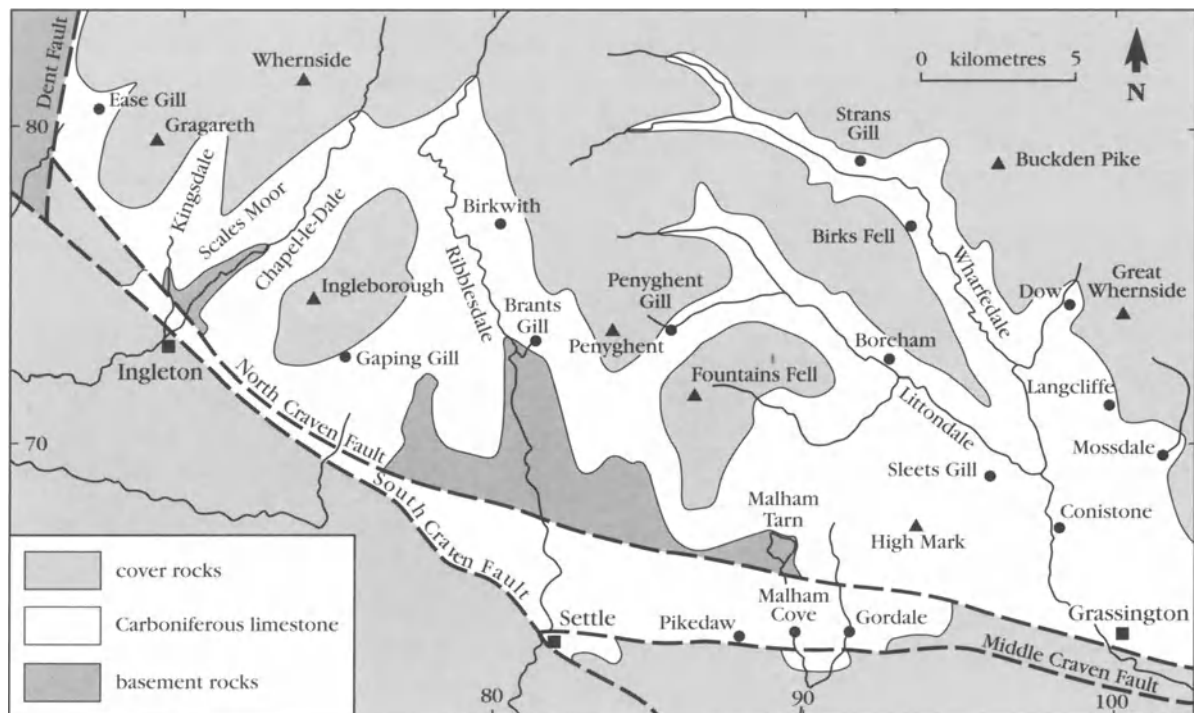 Dent Fault
Whernside
0 kilometres 5
N
Ease Gill
80
Gragareth
Strans
Gill
Buckden Pike
Kingsdale
Scales Moor
Chapel-le-Dale
Birkwith
Birks Fell
Ribblesdale
Wharfedale
Ingleborough
Brants
Gill
Penyghent
Gill
Dow
Great
Whernside
Penyghent
Boreham
Ingleton
Gaping Gill
Fountains Fell
Langcliffe
North Craven Fault
Littondale
70
Mossdale
South Craven Fault
Sleets Gill
Malham
Tarn
High Mark
Conistone
cover rocks
Carboniferous limestone
basement rocks
Settle
Pikedaw
Malham
Cove
Gordale
Grassington
Middle Craven Fault
80
90
100